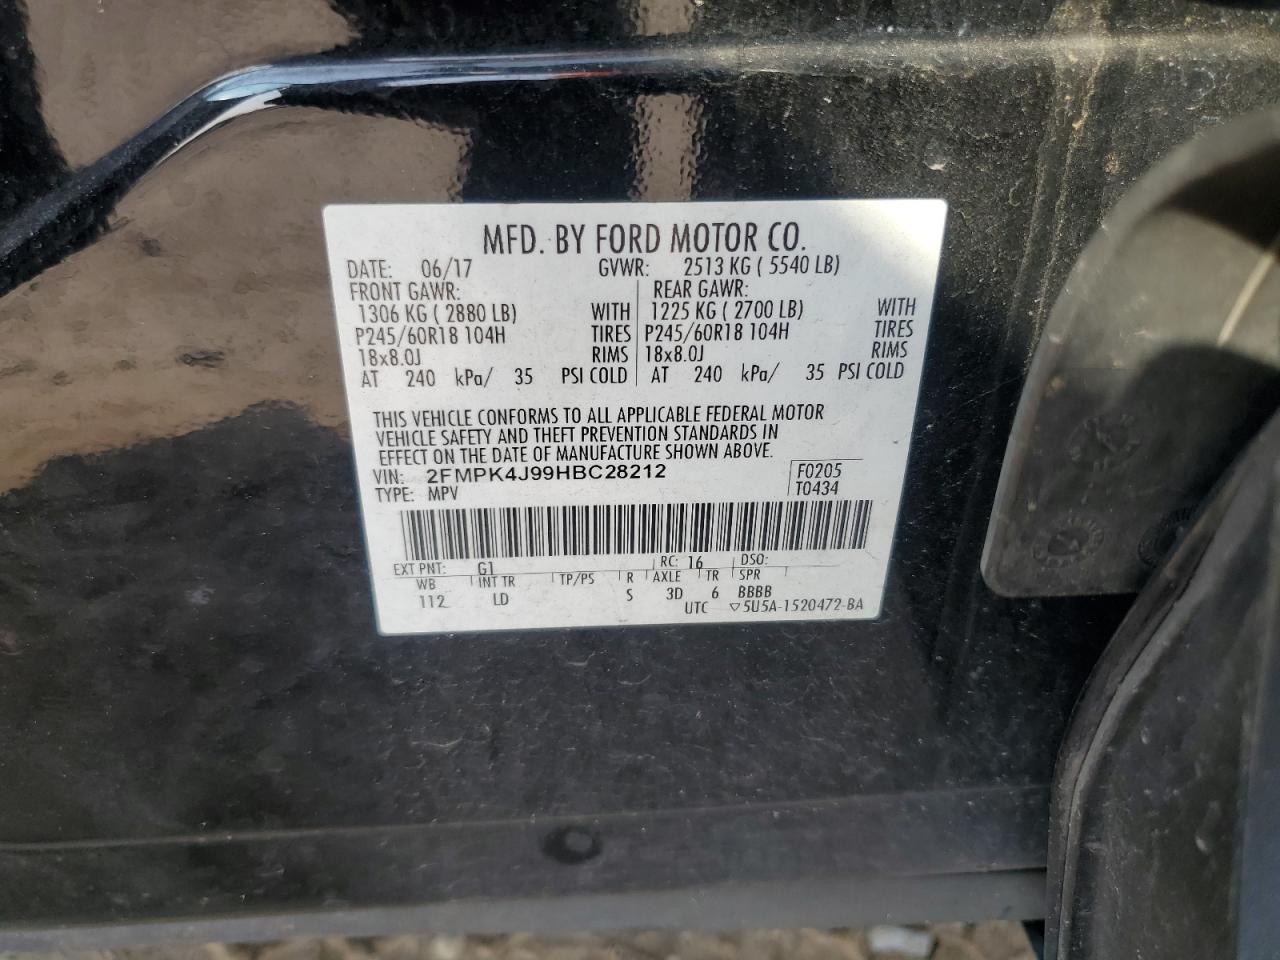 MFD. BY FORD MOTOR CO.
DATE: 06/17 GVWR: 2513 KG ( 5540 LB)
FRONT GAWR: REAR GAWR:
1306 KG ( 2880 LB) WITH 1225 KG ( 2700 LB) WITH
P245/60R18 104H TIRES P245/60R18 104H TIRES
18x8.0J RIMS 18x8.0J RIMS
AT 240 kPa/ 35 PSI COLD AT 240 kPa/ 35 PSI COLD
THIS VEHICLE CONFORMS TO ALL APPLICABLE FEDERAL MOTOR
VEHICLE SAFETY AND THEFT PREVENTION STANDARDS IN
EFFECT ON THE DATE OF MANUFACTURE SHOWN ABOVE.
VIN: 2FMPK4J99HBC28212 F0205
TYPE: MPV T0434
EXT PNT: G1 RC: 16 DSO:
WB INT TR TP/PS R AXLE TR SPR
112 LD S 3D 6 BBBB
UTC ▽5U5A-1520472-BA